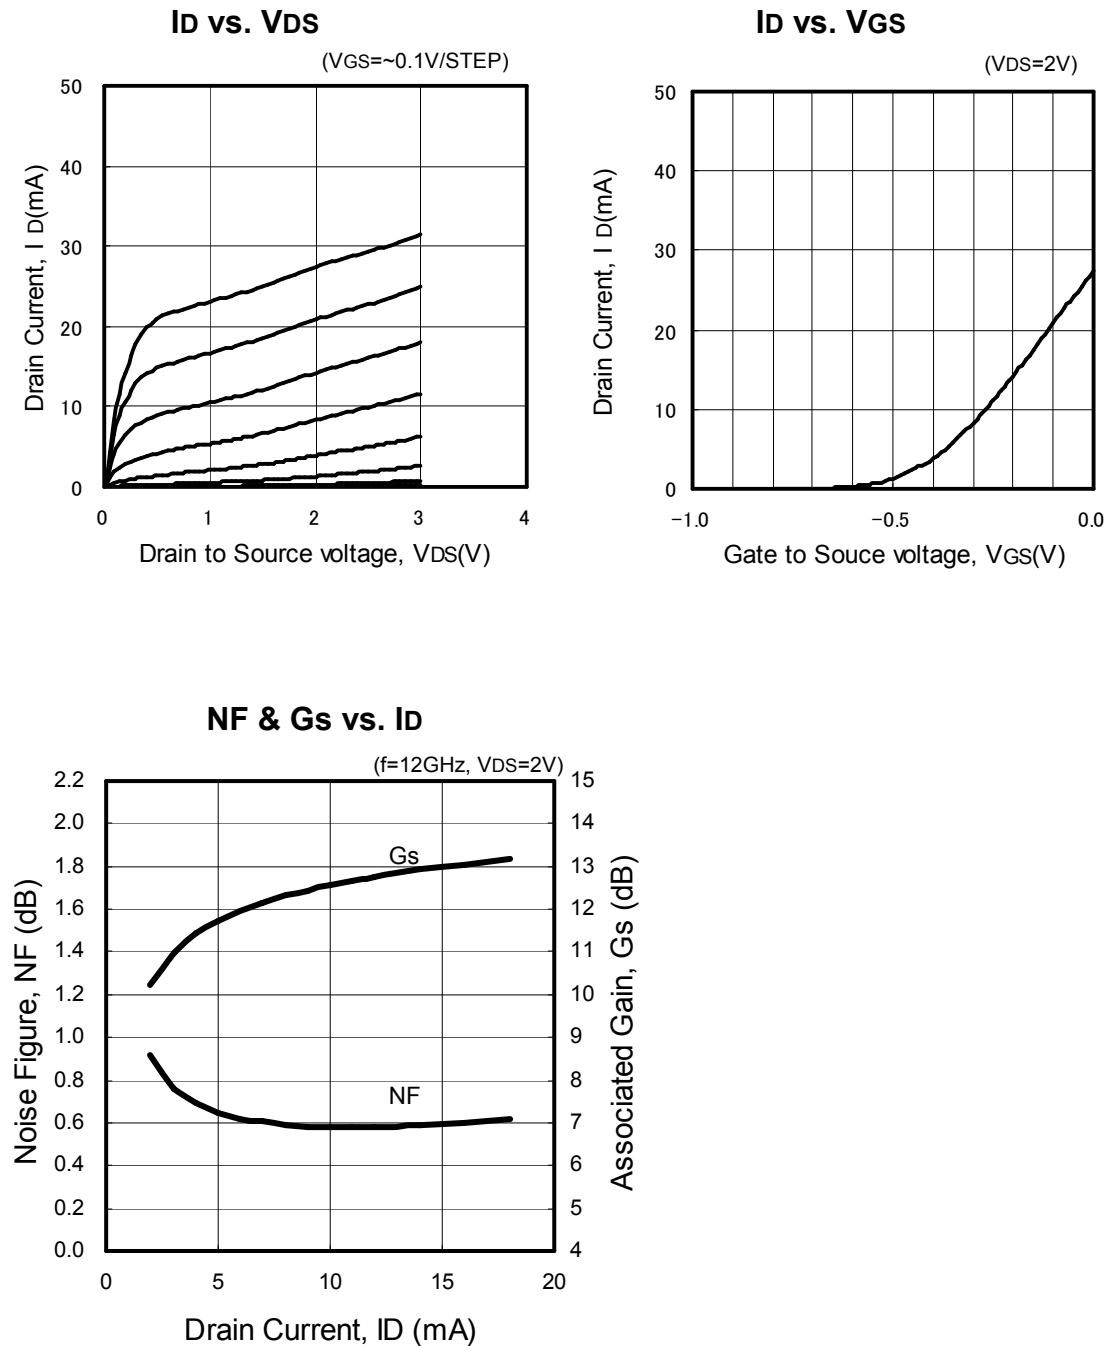 ID vs. VDS
(VGS=~0.1V/STEP)
50
40
30
20
10
0
0 1 2 3 4
Drain Current, I D(mA)
Drain to Source voltage, VDS(V)
ID vs. VGS
(VDS=2V)
50
40
30
20
10
0
−1.0 −0.5 0.0
Drain Current, I D(mA)
Gate to Souce voltage, VGS(V)
NF & Gs vs. ID
(f=12GHz, VDS=2V)
2.2
2.0
1.8
1.6
1.4
1.2
1.0
0.8
0.6
0.4
0.2
0.0
Noise Figure, NF (dB)
Gs
NF
15
14
13
12
11
10
9
8
7
6
5
4
Associated Gain, Gs (dB)
0 5 10 15 20
Drain Current, ID (mA)